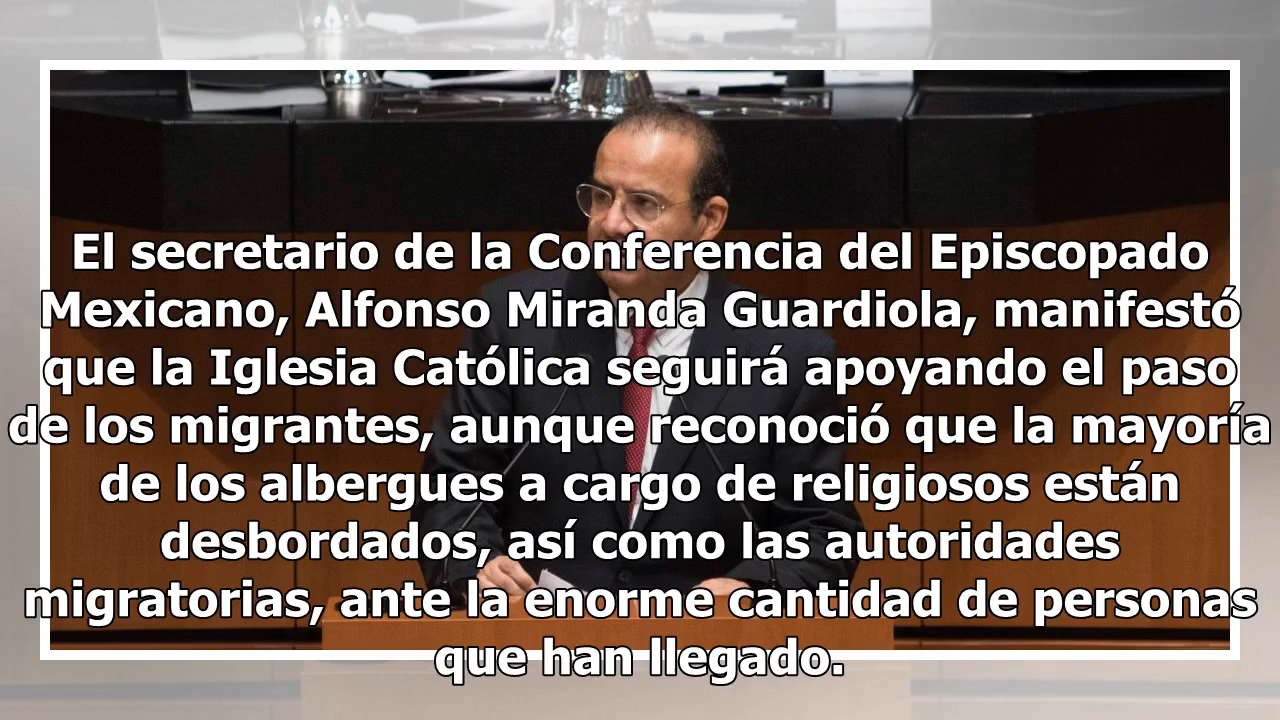 El secretario de la Conferencia del Episcopado
Mexicano, Alfonso Miranda Guardiola, manifestó
que la Iglesia Católica seguirá apoyando el paso
de los migrantes, aunque reconoció que la mayoría
de los albergues a cargo de religiosos están
desbordados, así como las autoridades
migratorias, ante la enorme cantidad de personas
que han llegado.